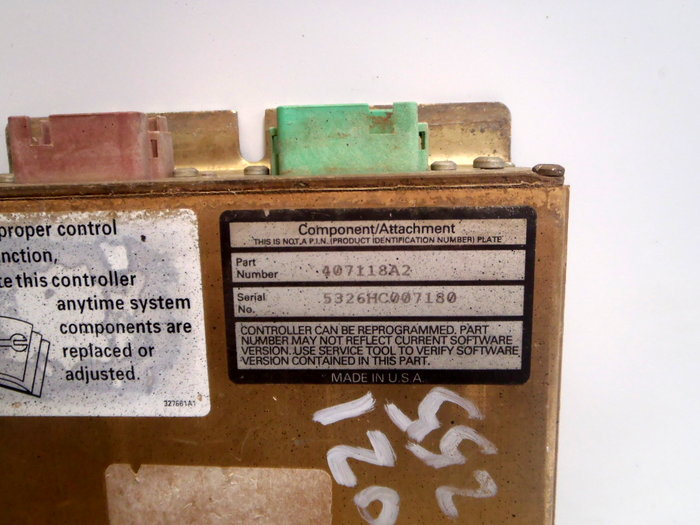 proper control
nction,
te this controller
anytime system
components are
replaced or
adjusted.
327661A1
Component/Attachment
THIS IS NOT A P.I.N. (PRODUCT IDENTIFICATION NUMBER) PLATE
Part
Number 407118A2
Serial
No. 5326HC007180
CONTROLLER CAN BE REPROGRAMMED. PART
NUMBER MAY NOT REFLECT CURRENT SOFTWARE
VERSION. USE SERVICE TOOL TO VERIFY SOFTWARE
VERSION CONTAINED IN THIS PART.
MADE IN U.S.A.